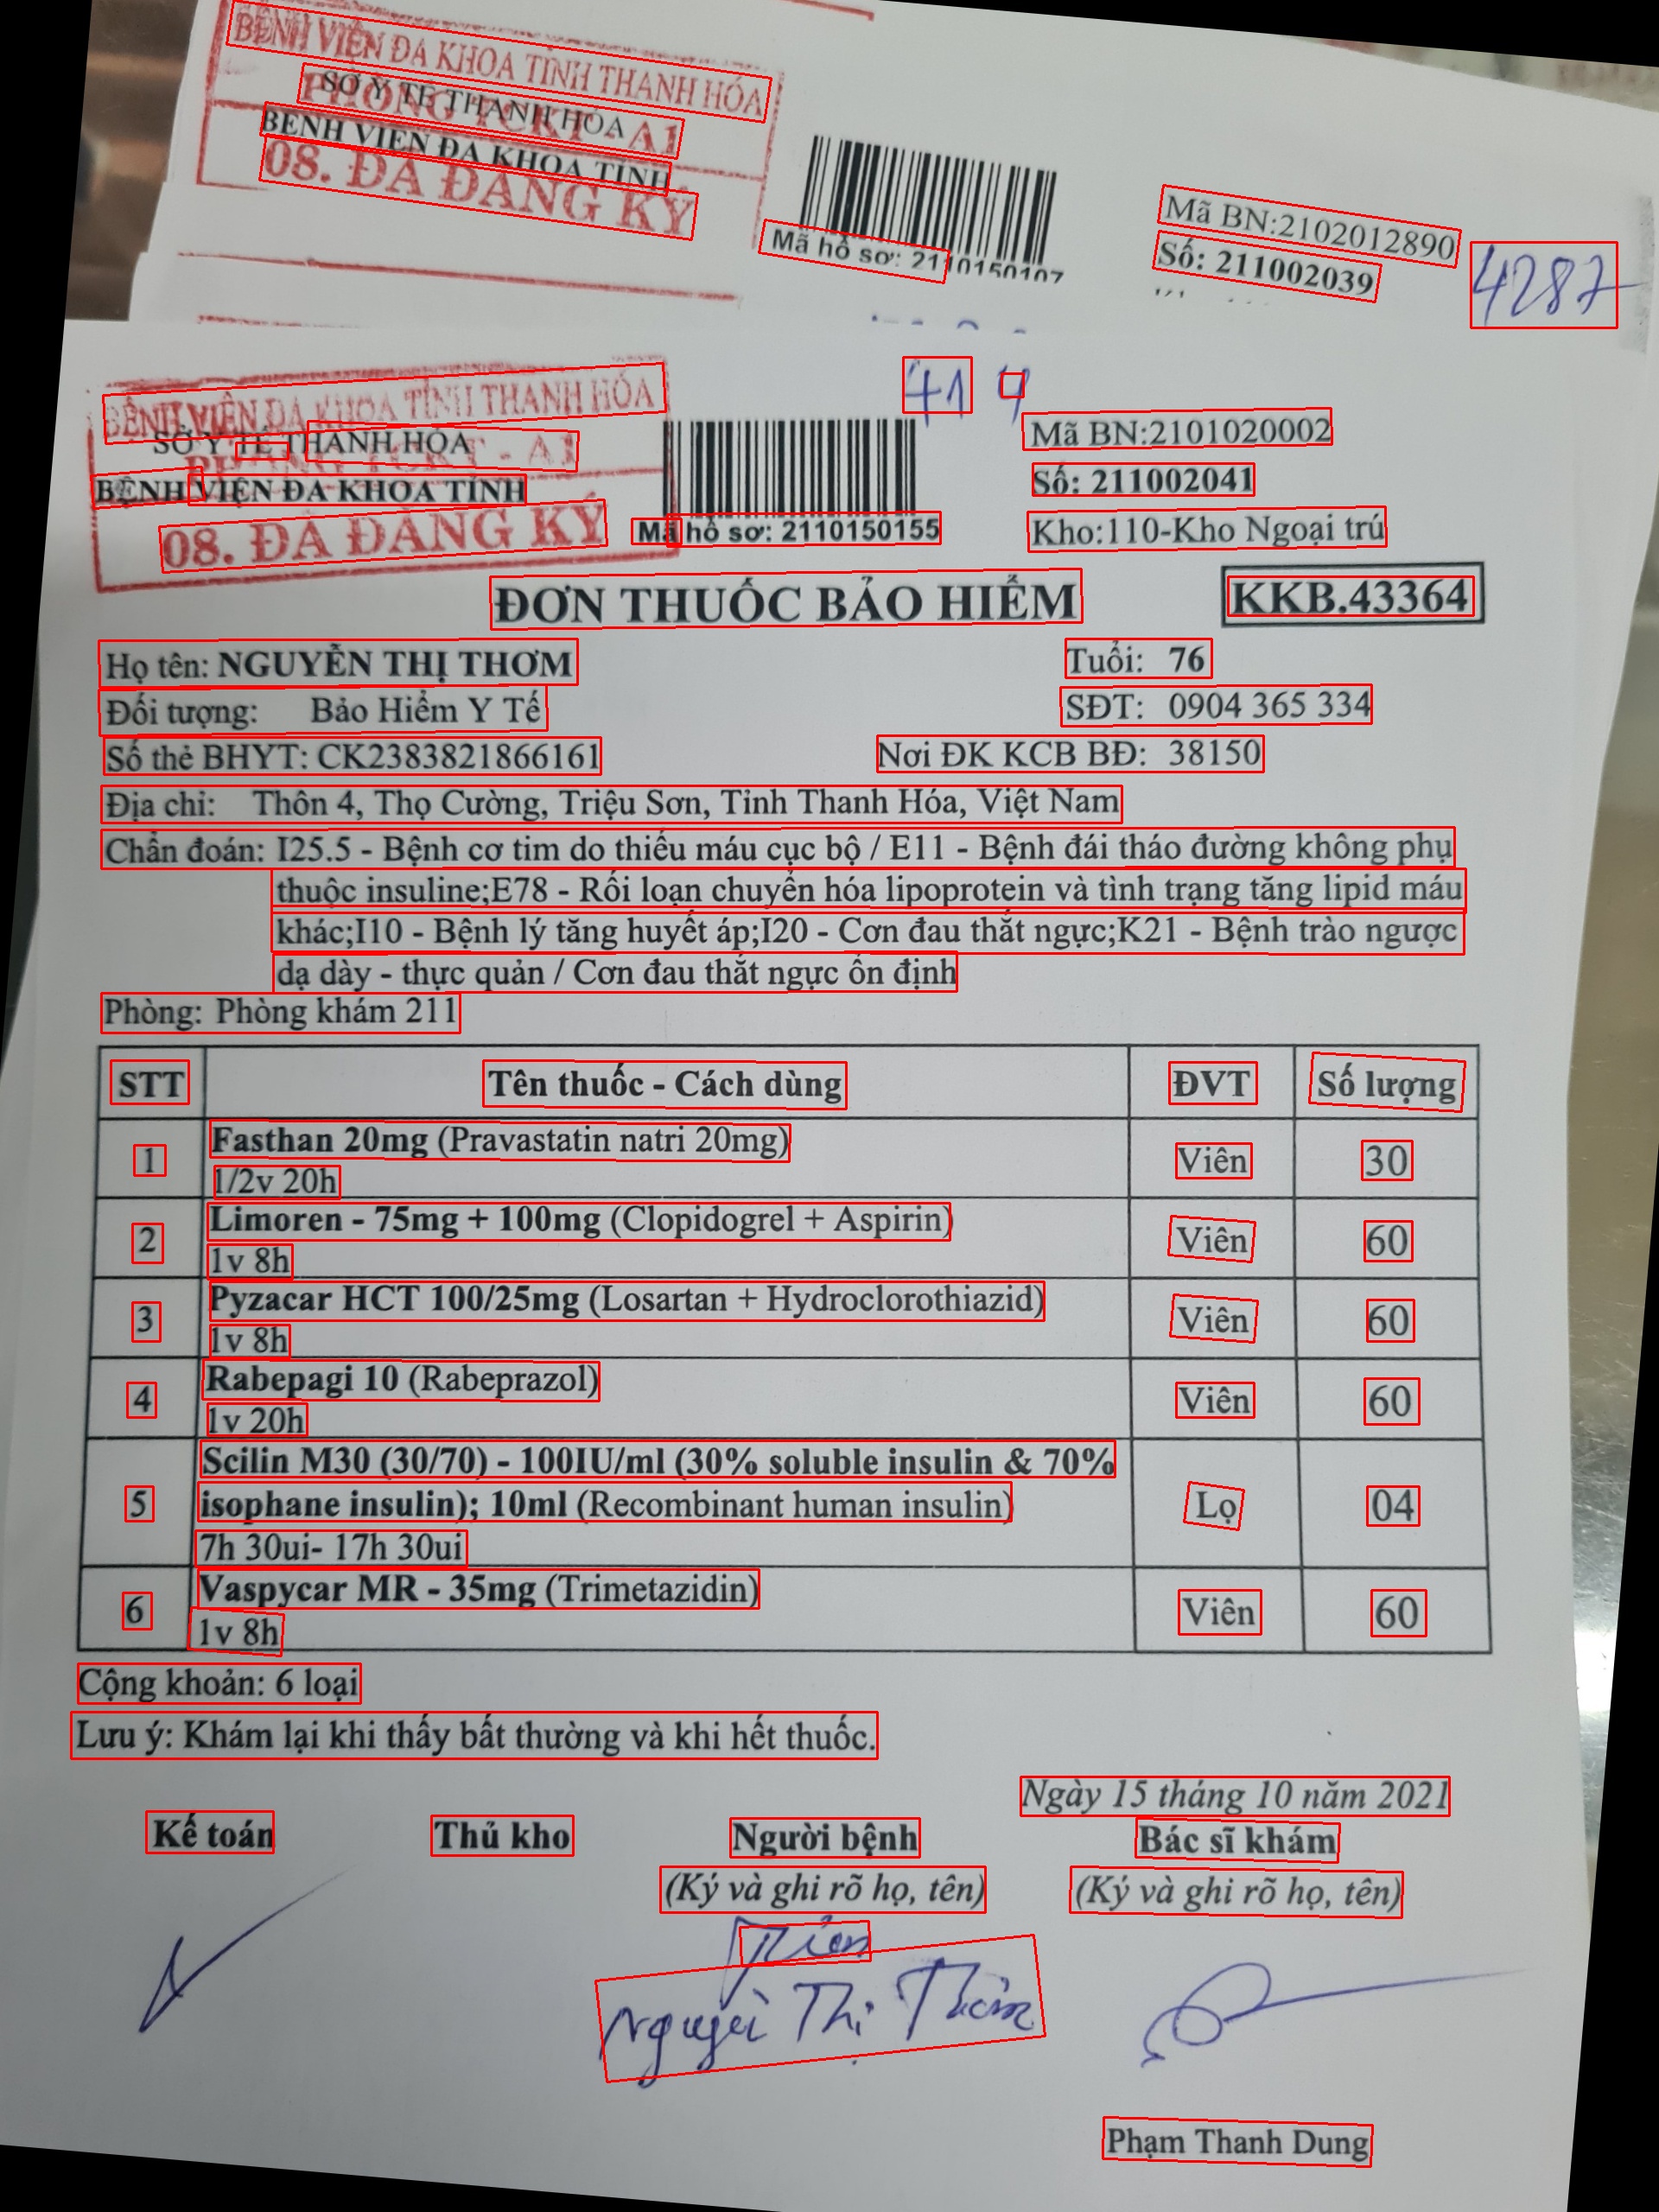 BỆNH VIỆN ĐA KHOA TỈNH THANH HÓA
SỞ Y TẾ THANH HÓA
PHÒNG TCKT - A1
BỆNH VIỆN ĐA KHOA TỈNH
08. ĐÃ ĐĂNG KÝ
Mã hồ sơ: 2110150107
Mã BN:2102012890
Số: 211002039
4287
BỆNH VIỆN ĐA KHOA TỈNH THANH HÓA
SỞ Y TẾ THANH HÓA
PHÒNG TCKT - A1
BỆNH VIỆN ĐA KHOA TỈNH
08. ĐÃ ĐĂNG KÝ
Mã hồ sơ: 2110150155
Mã BN:2101020002
Số: 211002041
Kho:110-Kho Ngoại trú
ĐƠN THUỐC BẢO HIỂM
KKB.43364
Họ tên: NGUYỄN THỊ THƠM Tuổi: 76
Đối tượng: Bảo Hiểm Y Tế SĐT: 0904 365 334
Số thẻ BHYT: CK2383821866161 Nơi ĐK KCB BĐ: 38150
Địa chỉ: Thôn 4, Thọ Cường, Triệu Sơn, Tỉnh Thanh Hóa, Việt Nam
Chẩn đoán: I25.5 - Bệnh cơ tim do thiếu máu cục bộ / E11 - Bệnh đái tháo đường không phụ
thuộc insuline;E78 - Rối loạn chuyển hóa lipoprotein và tình trạng tăng lipid máu
khác;I10 - Bệnh lý tăng huyết áp;I20 - Cơn đau thắt ngực;K21 - Bệnh trào ngược
dạ dày - thực quản / Cơn đau thắt ngực ổn định
Phòng: Phòng khám 211
STT Tên thuốc - Cách dùng ĐVT Số lượng
1 Fasthan 20mg (Pravastatin natri 20mg) Viên 30
1/2v 20h
2 Limoren - 75mg + 100mg (Clopidogrel + Aspirin) Viên 60
1v 8h
3 Pyzacar HCT 100/25mg (Losartan + Hydroclorothiazid) Viên 60
1v 8h
4 Rabepagi 10 (Rabeprazol) Viên 60
1v 20h
5 Scilin M30 (30/70) - 100IU/ml (30% soluble insulin & 70%
isophane insulin); 10ml (Recombinant human insulin) Lọ 04
7h 30ui- 17h 30ui
6 Vaspycar MR - 35mg (Trimetazidin) Viên 60
1v 8h
Cộng khoản: 6 loại
Lưu ý: Khám lại khi thấy bất thường và khi hết thuốc.
Ngày 15 tháng 10 năm 2021
Kế toán Thủ kho Người bệnh Bác sĩ khám
(Ký và ghi rõ họ, tên) (Ký và ghi rõ họ, tên)
Nguyễn Thị Thơm
Phạm Thanh Dung